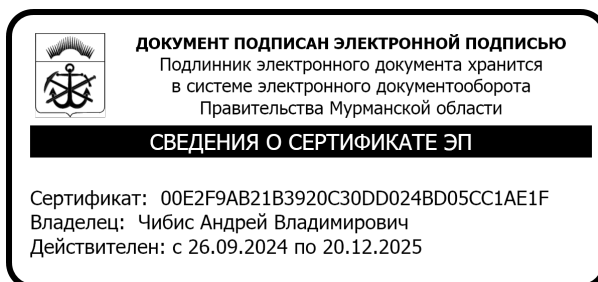 ДОКУМЕНТ ПОДПИСАН ЭЛЕКТРОННОЙ ПОДПИСЬЮ
Подлинник электронного документа хранится
в системе электронного документооборота
Правительства Мурманской области
СВЕДЕНИЯ О СЕРТИФИКАТЕ ЭП
Сертификат: 00E2F9AB21B3920C30DD024BD05CC1AE1F
Владелец: Чибис Андрей Владимирович
Действителен: с 26.09.2024 по 20.12.2025